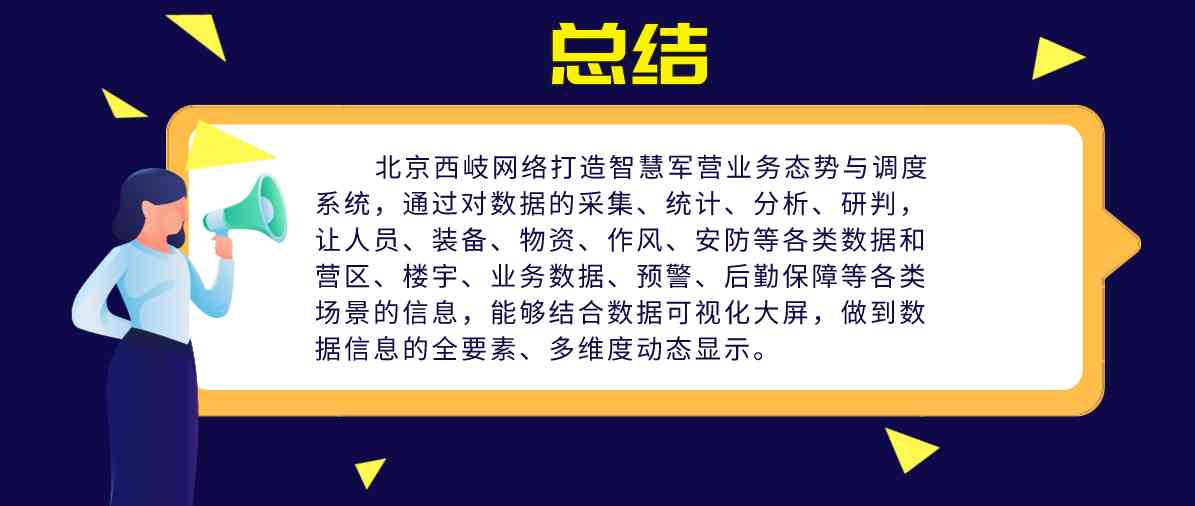 总结
北京西岐网络打造智慧军营业务态势与调度
系统，通过对数据的采集、统计、分析、研判，
让人员、装备、物资、作风、安防等各类数据和
营区、楼宇、业务数据、预警、后勤保障等各类
场景的信息，能够结合数据可视化大屏，做到数
据信息的全要素、多维度动态显示。